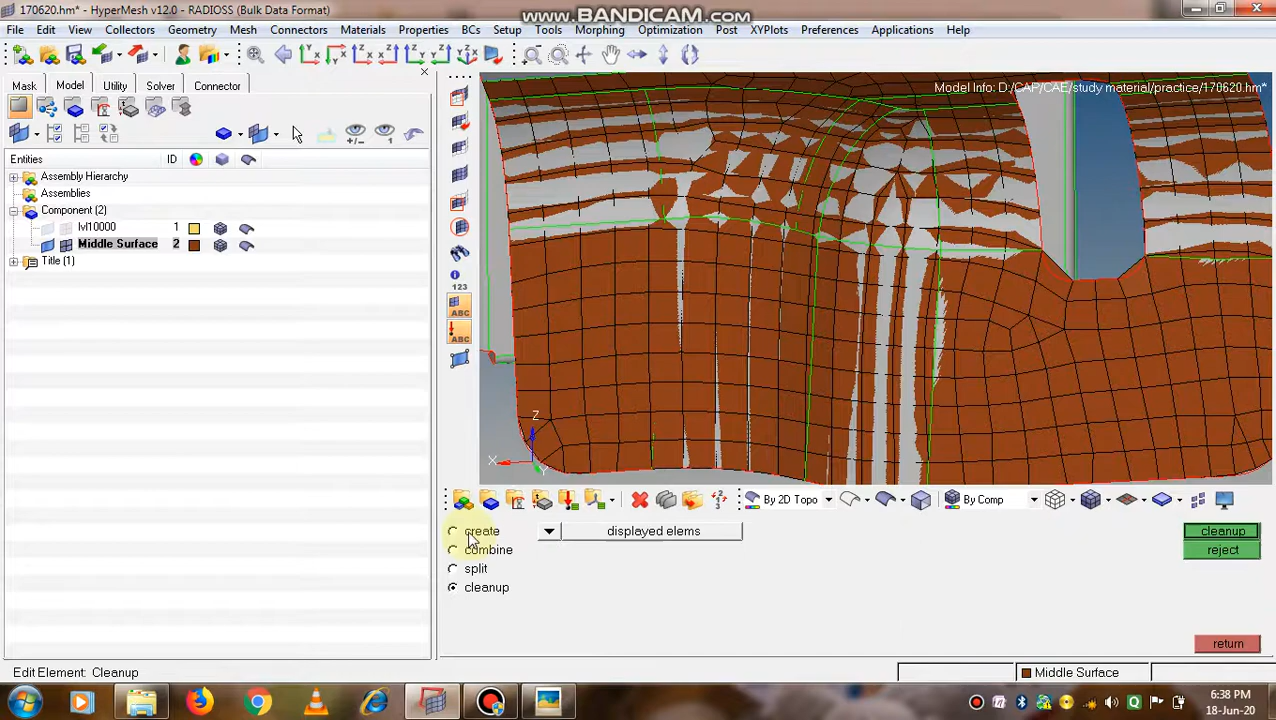 170620.hm* - HyperMesh v12.0 - RADIOSS (Bulk Data Format)
www.BANDICAM.com
File Edit View Collectors Geometry Mesh Connectors Materials Properties BCs Setup Tools Morphing Optimization Post XYPlots Preferences Applications Help
Mask Model Utility Solver Connector
Model Info: D:/CAP/CAE/study material/practice/170620.hm*
Entities ID
Assembly Hierarchy
Assemblies
Component (2)
lvl10000 1
Middle Surface 2
Title (1)
123
ABC
ABC
Z
X
Y
By 2D Topo
By Comp
create
displayed elems
cleanup
combine
reject
split
cleanup
return
Edit Element: Cleanup
Middle Surface
6:38 PM
18-Jun-20